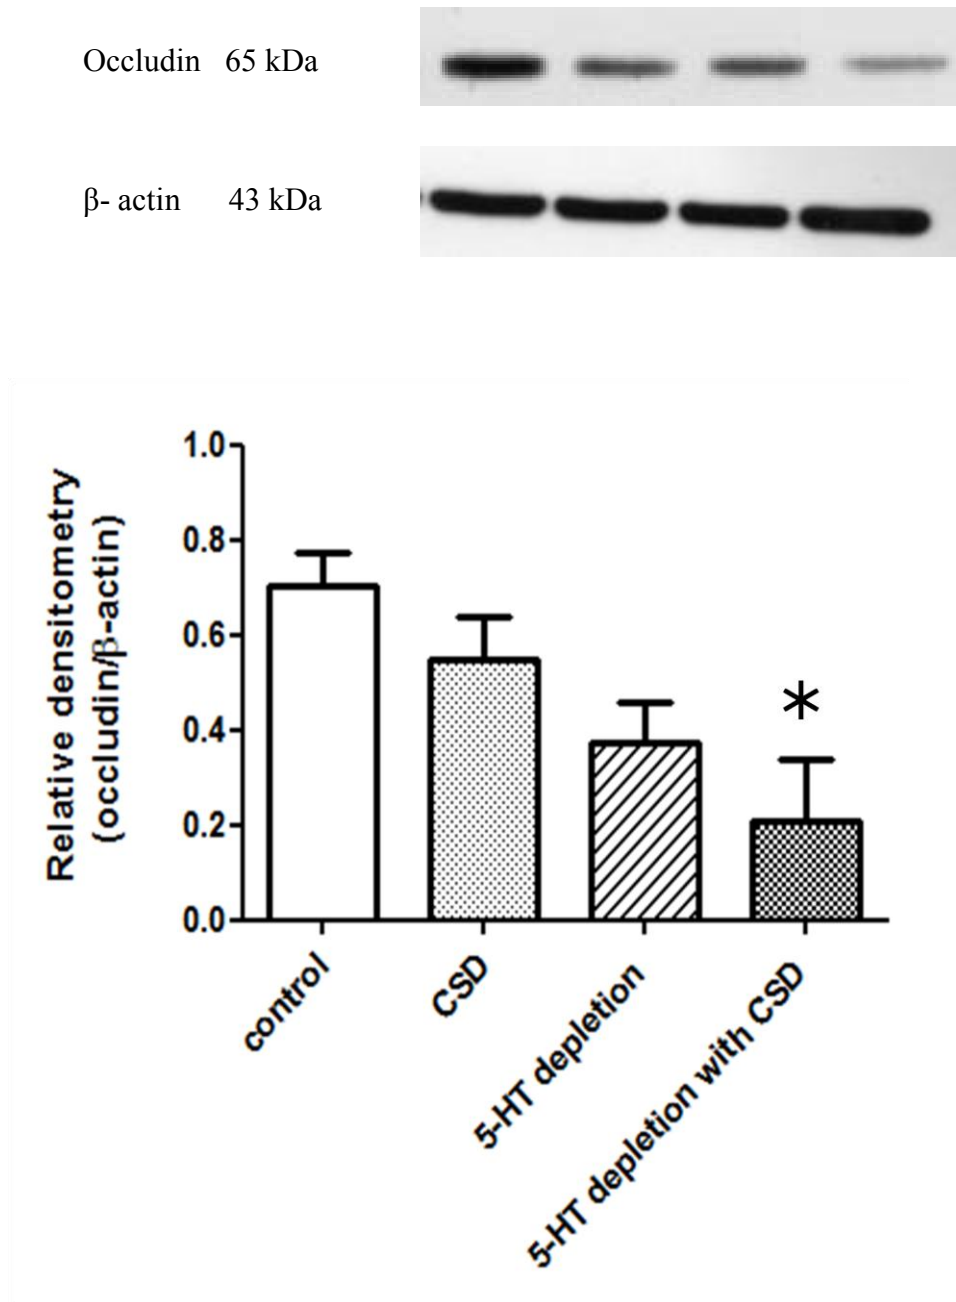 Occludin 65 kDa
β- actin 43 kDa
Relative densitometry
(occludin/β-actin)
1.0
0.8
0.6
0.4
0.2
0.0
*
control
CSD
5-HT depletion
5-HT depletion with CSD